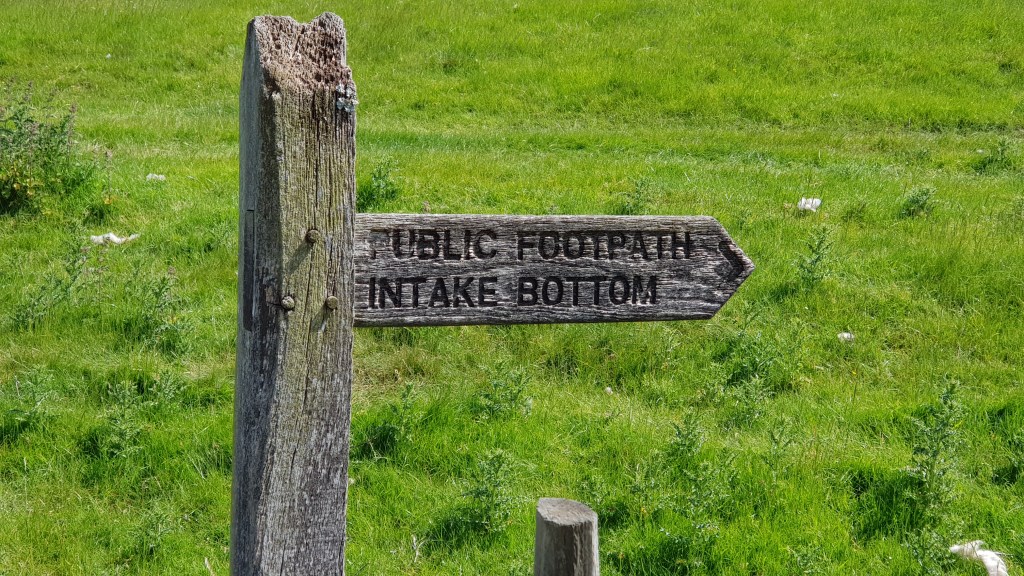 PUBLIC FOOTPATH
INTAKE BOTTOM